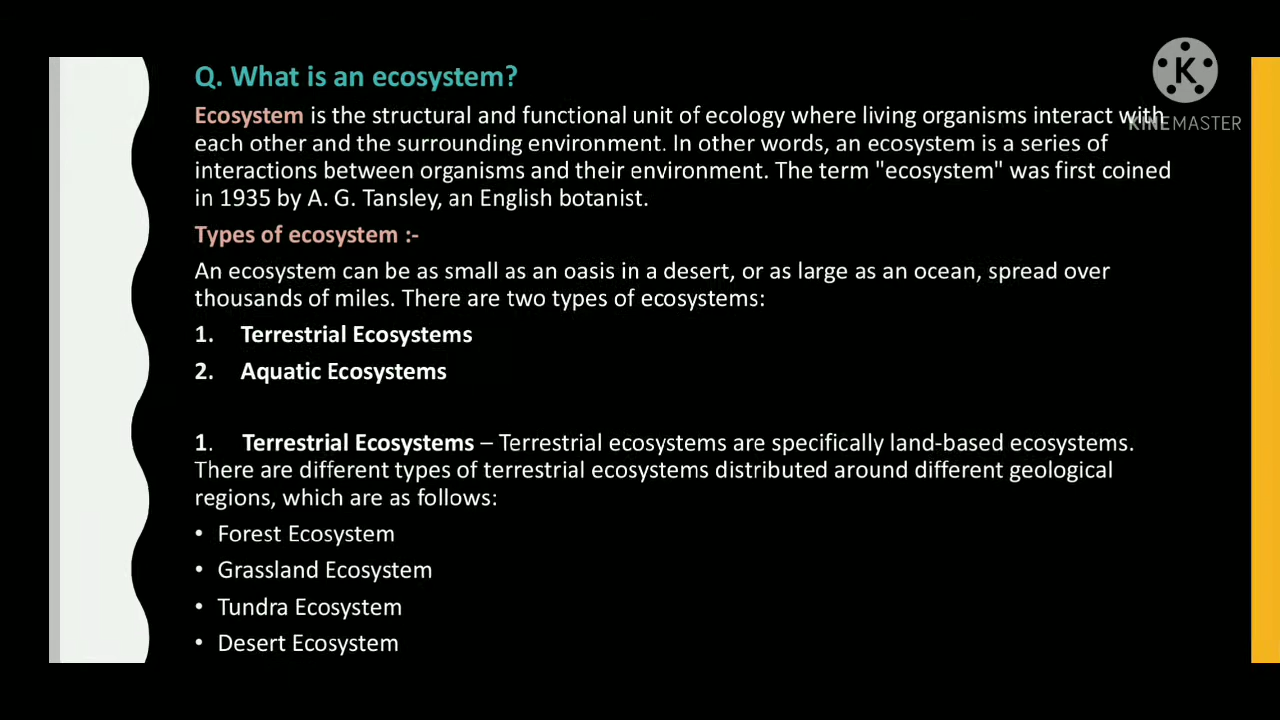 Q. What is an ecosystem?
Ecosystem is the structural and functional unit of ecology where living organisms interact with
each other and the surrounding environment. In other words, an ecosystem is a series of
interactions between organisms and their environment. The term "ecosystem" was first coined
in 1935 by A. G. Tansley, an English botanist.
Types of ecosystem :-
An ecosystem can be as small as an oasis in a desert, or as large as an ocean, spread over
thousands of miles. There are two types of ecosystems:
1. Terrestrial Ecosystems
2. Aquatic Ecosystems
1. Terrestrial Ecosystems – Terrestrial ecosystems are specifically land-based ecosystems.
There are different types of terrestrial ecosystems distributed around different geological
regions, which are as follows:
• Forest Ecosystem
• Grassland Ecosystem
• Tundra Ecosystem
• Desert Ecosystem
K
KINEMASTER